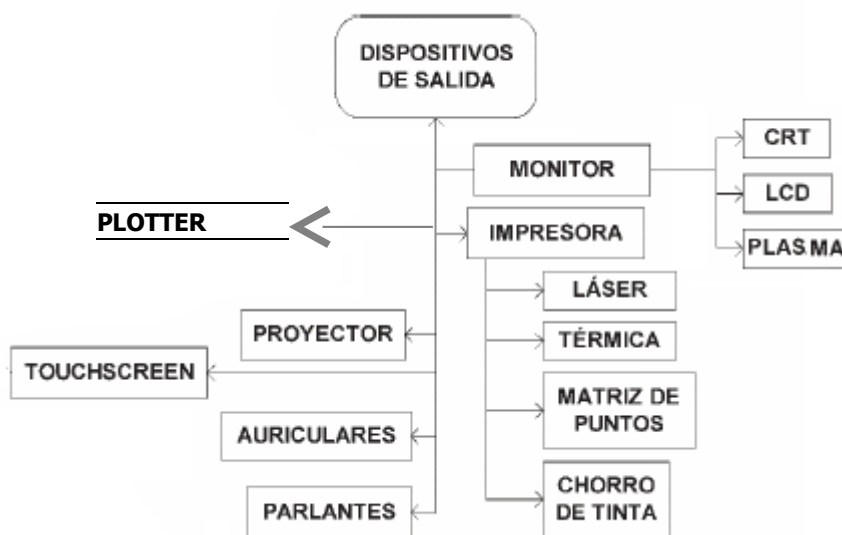 DISPOSITIVOS
DE SALIDA
MONITOR
CRT
LCD
PLASMA
PLOTTER
IMPRESORA
LÁSER
TÉRMICA
MATRIZ DE
PUNTOS
CHORRO
DE TINTA
PROYECTOR
TOUCHSCREEN
AURICULARES
PARLANTES